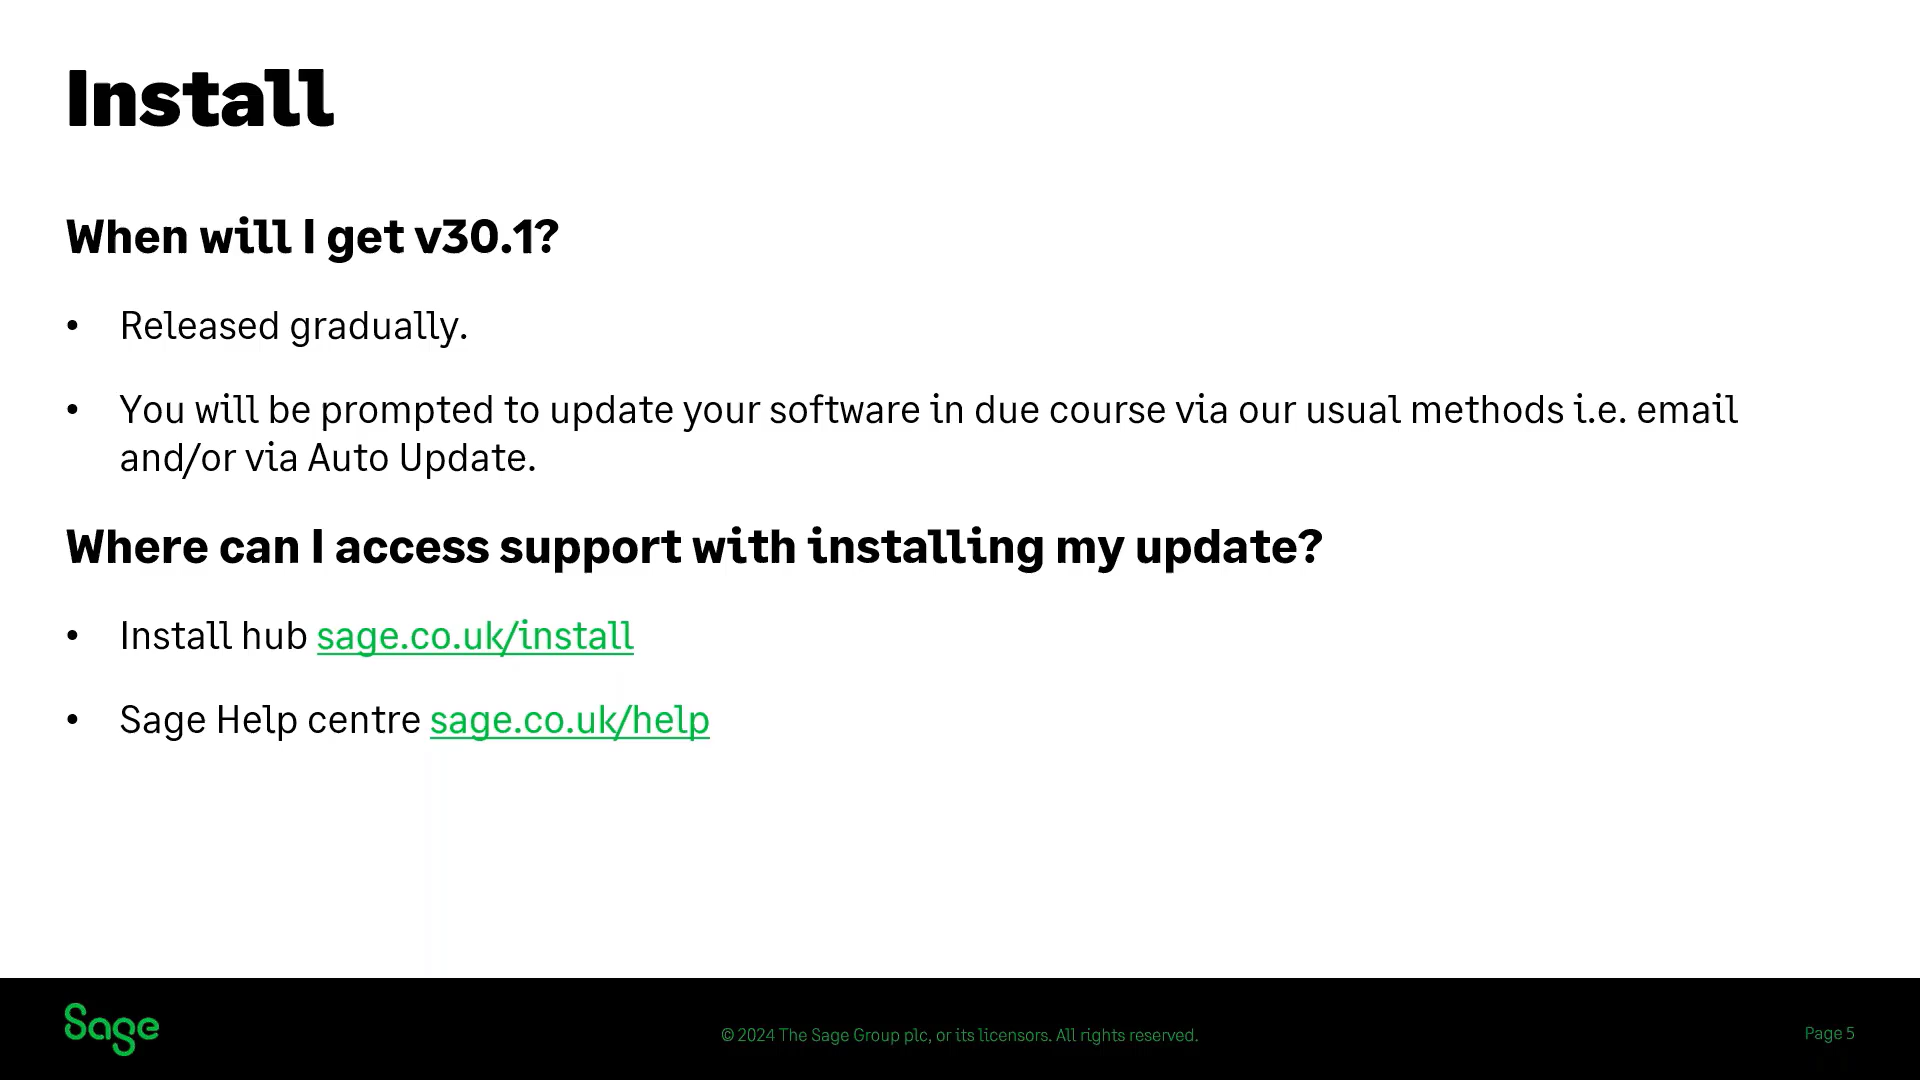 Install
When will I get v30.1?
• Released gradually.
• You will be prompted to update your software in due course via our usual methods i.e. email
and/or via Auto Update.
Where can I access support with installing my update?
• Install hub sage.co.uk/install
• Sage Help centre sage.co.uk/help
Sage
© 2024 The Sage Group plc, or its licensors. All rights reserved.
Page 5